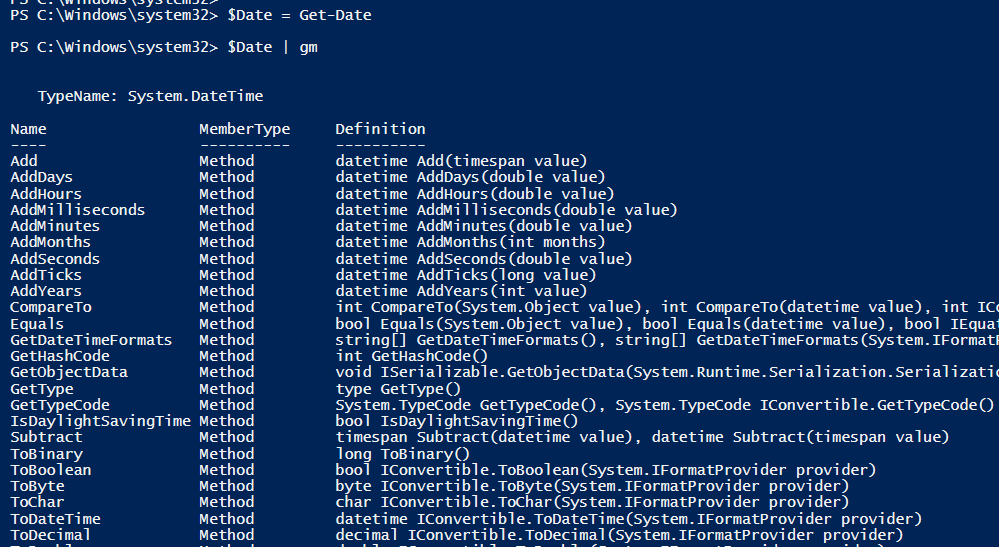 PS C:\Windows\system32>
PS C:\Windows\system32> $Date = Get-Date
PS C:\Windows\system32> $Date | gm
TypeName: System.DateTime
Name MemberType Definition
---- ---------- ----------
Add Method datetime Add(timespan value)
AddDays Method datetime AddDays(double value)
AddHours Method datetime AddHours(double value)
AddMilliseconds Method datetime AddMilliseconds(double value)
AddMinutes Method datetime AddMinutes(double value)
AddMonths Method datetime AddMonths(int months)
AddSeconds Method datetime AddSeconds(double value)
AddTicks Method datetime AddTicks(long value)
AddYears Method datetime AddYears(int value)
CompareTo Method int CompareTo(System.Object value), int CompareTo(datetime value), int ICo
Equals Method bool Equals(System.Object value), bool Equals(datetime value), bool IEquat
GetDateTimeFormats Method string[] GetDateTimeFormats(), string[] GetDateTimeFormats(System.IFormatP
GetHashCode Method int GetHashCode()
GetObjectData Method void ISerializable.GetObjectData(System.Runtime.Serialization.Serializatio
GetType Method type GetType()
GetTypeCode Method System.TypeCode GetTypeCode(), System.TypeCode IConvertible.GetTypeCode()
IsDaylightSavingTime Method bool IsDaylightSavingTime()
Subtract Method timespan Subtract(datetime value), datetime Subtract(timespan value)
ToBinary Method long ToBinary()
ToBoolean Method bool IConvertible.ToBoolean(System.IFormatProvider provider)
ToByte Method byte IConvertible.ToByte(System.IFormatProvider provider)
ToChar Method char IConvertible.ToChar(System.IFormatProvider provider)
ToDateTime Method datetime IConvertible.ToDateTime(System.IFormatProvider provider)
ToDecimal Method decimal IConvertible.ToDecimal(System.IFormatProvider provider)